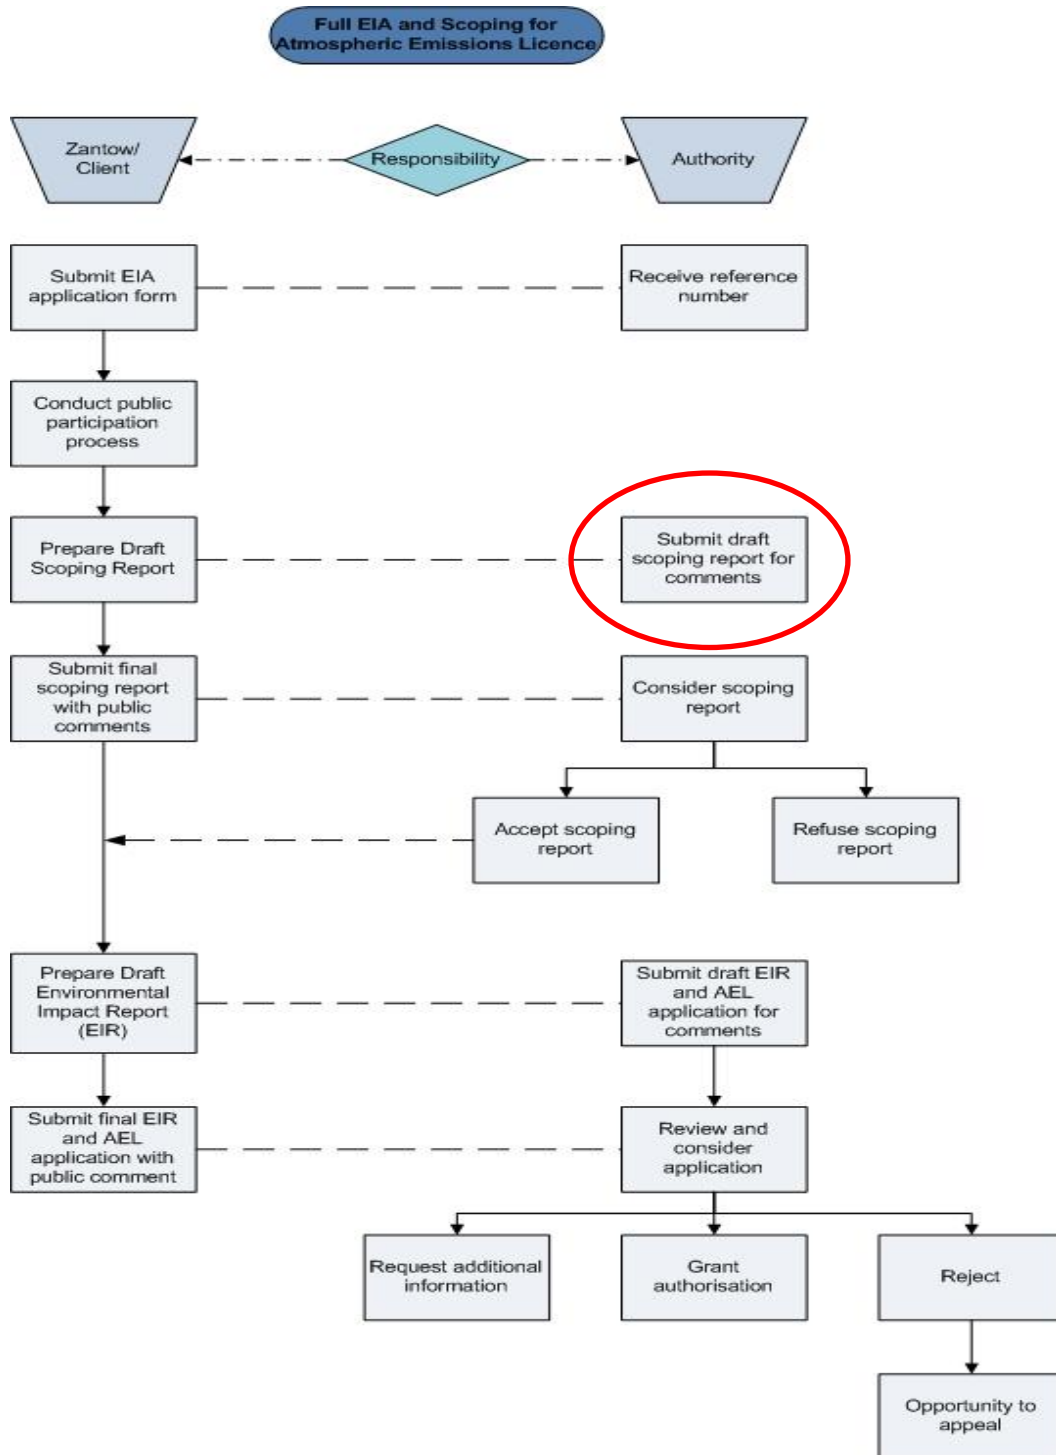 Full EIA and Scoping for
Atmospheric Emissions Licence
Zantow/
Client
Responsibility
Authority
Submit EIA
application form
Receive reference
number
Conduct public
participation
process
Prepare Draft
Scoping Report
Submit draft
scoping report for
comments
Submit final
scoping report
with public
comments
Consider scoping
report
Accept scoping
report
Refuse scoping
report
Prepare Draft
Environmental
Impact Report
(EIR)
Submit draft EIR
and AEL
application for
comments
Submit final EIR
and AEL
application with
public comment
Review and
consider
application
Request additional
information
Grant
authorisation
Reject
Opportunity to
appeal